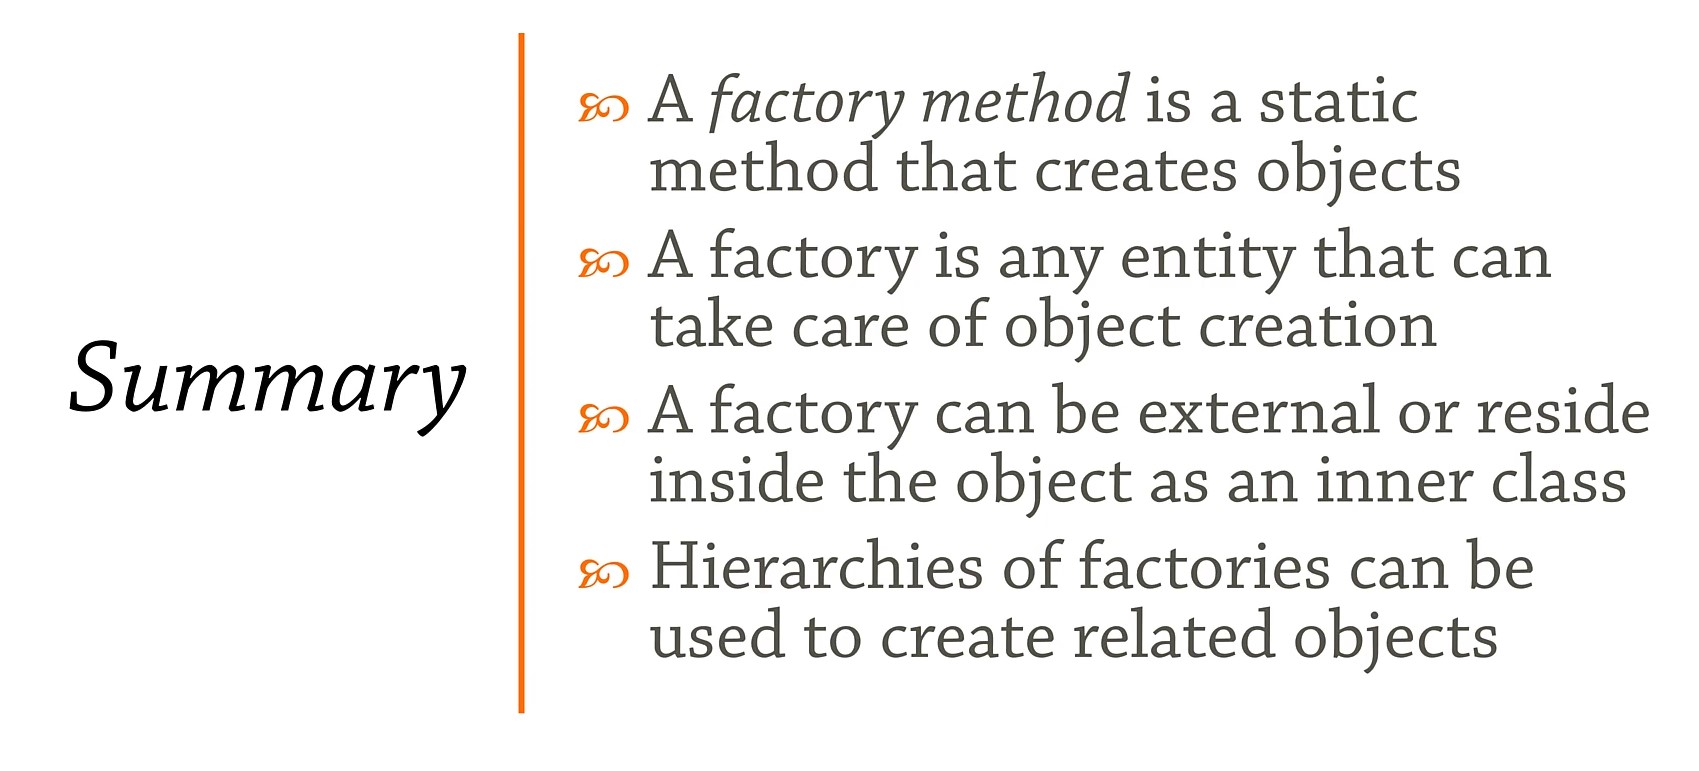 Summary
A factory method is a static
method that creates objects
A factory is any entity that can
take care of object creation
A factory can be external or reside
inside the object as an inner class
Hierarchies of factories can be
used to create related objects